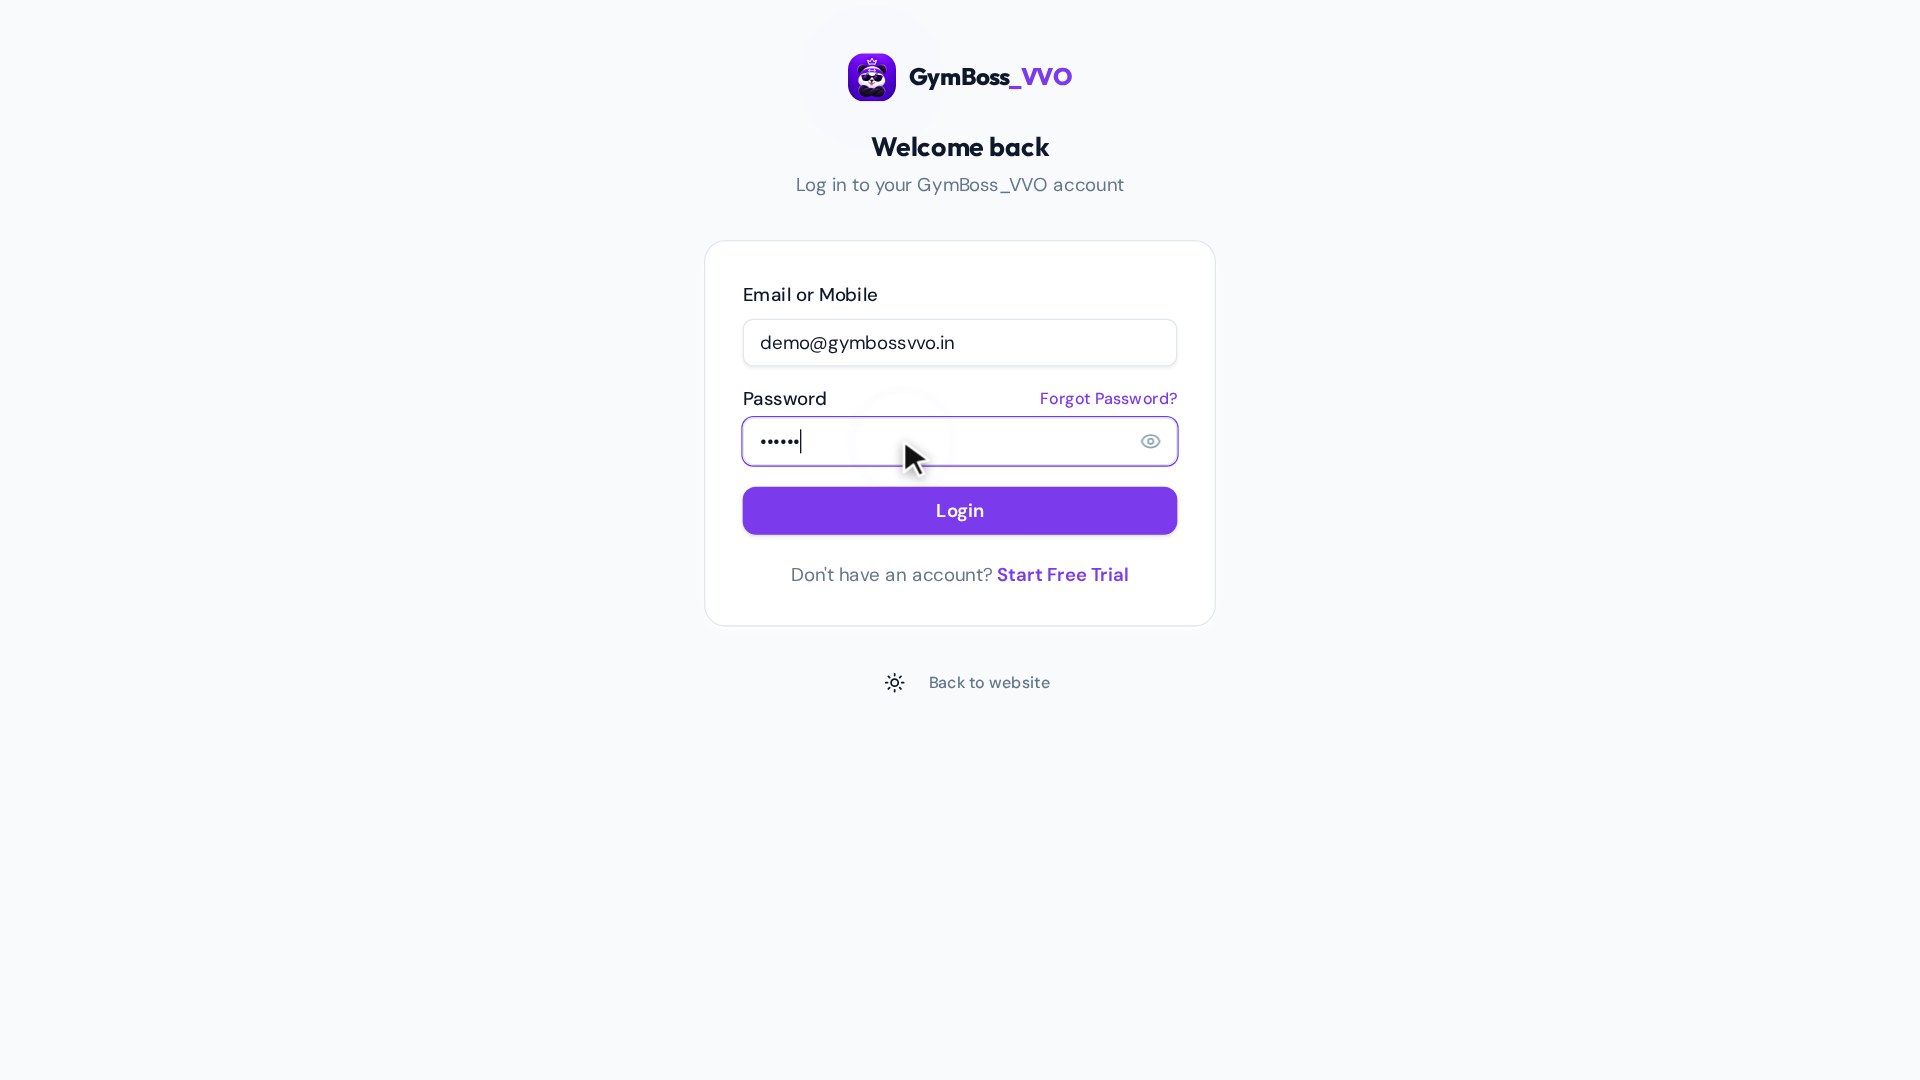 GymBoss_VVO
Welcome back
Log in to your GymBoss_VVO account
Email or Mobile
demo@gymbossvvo.in
Password Forgot Password?
••••••
Login
Don't have an account? Start Free Trial
Back to website